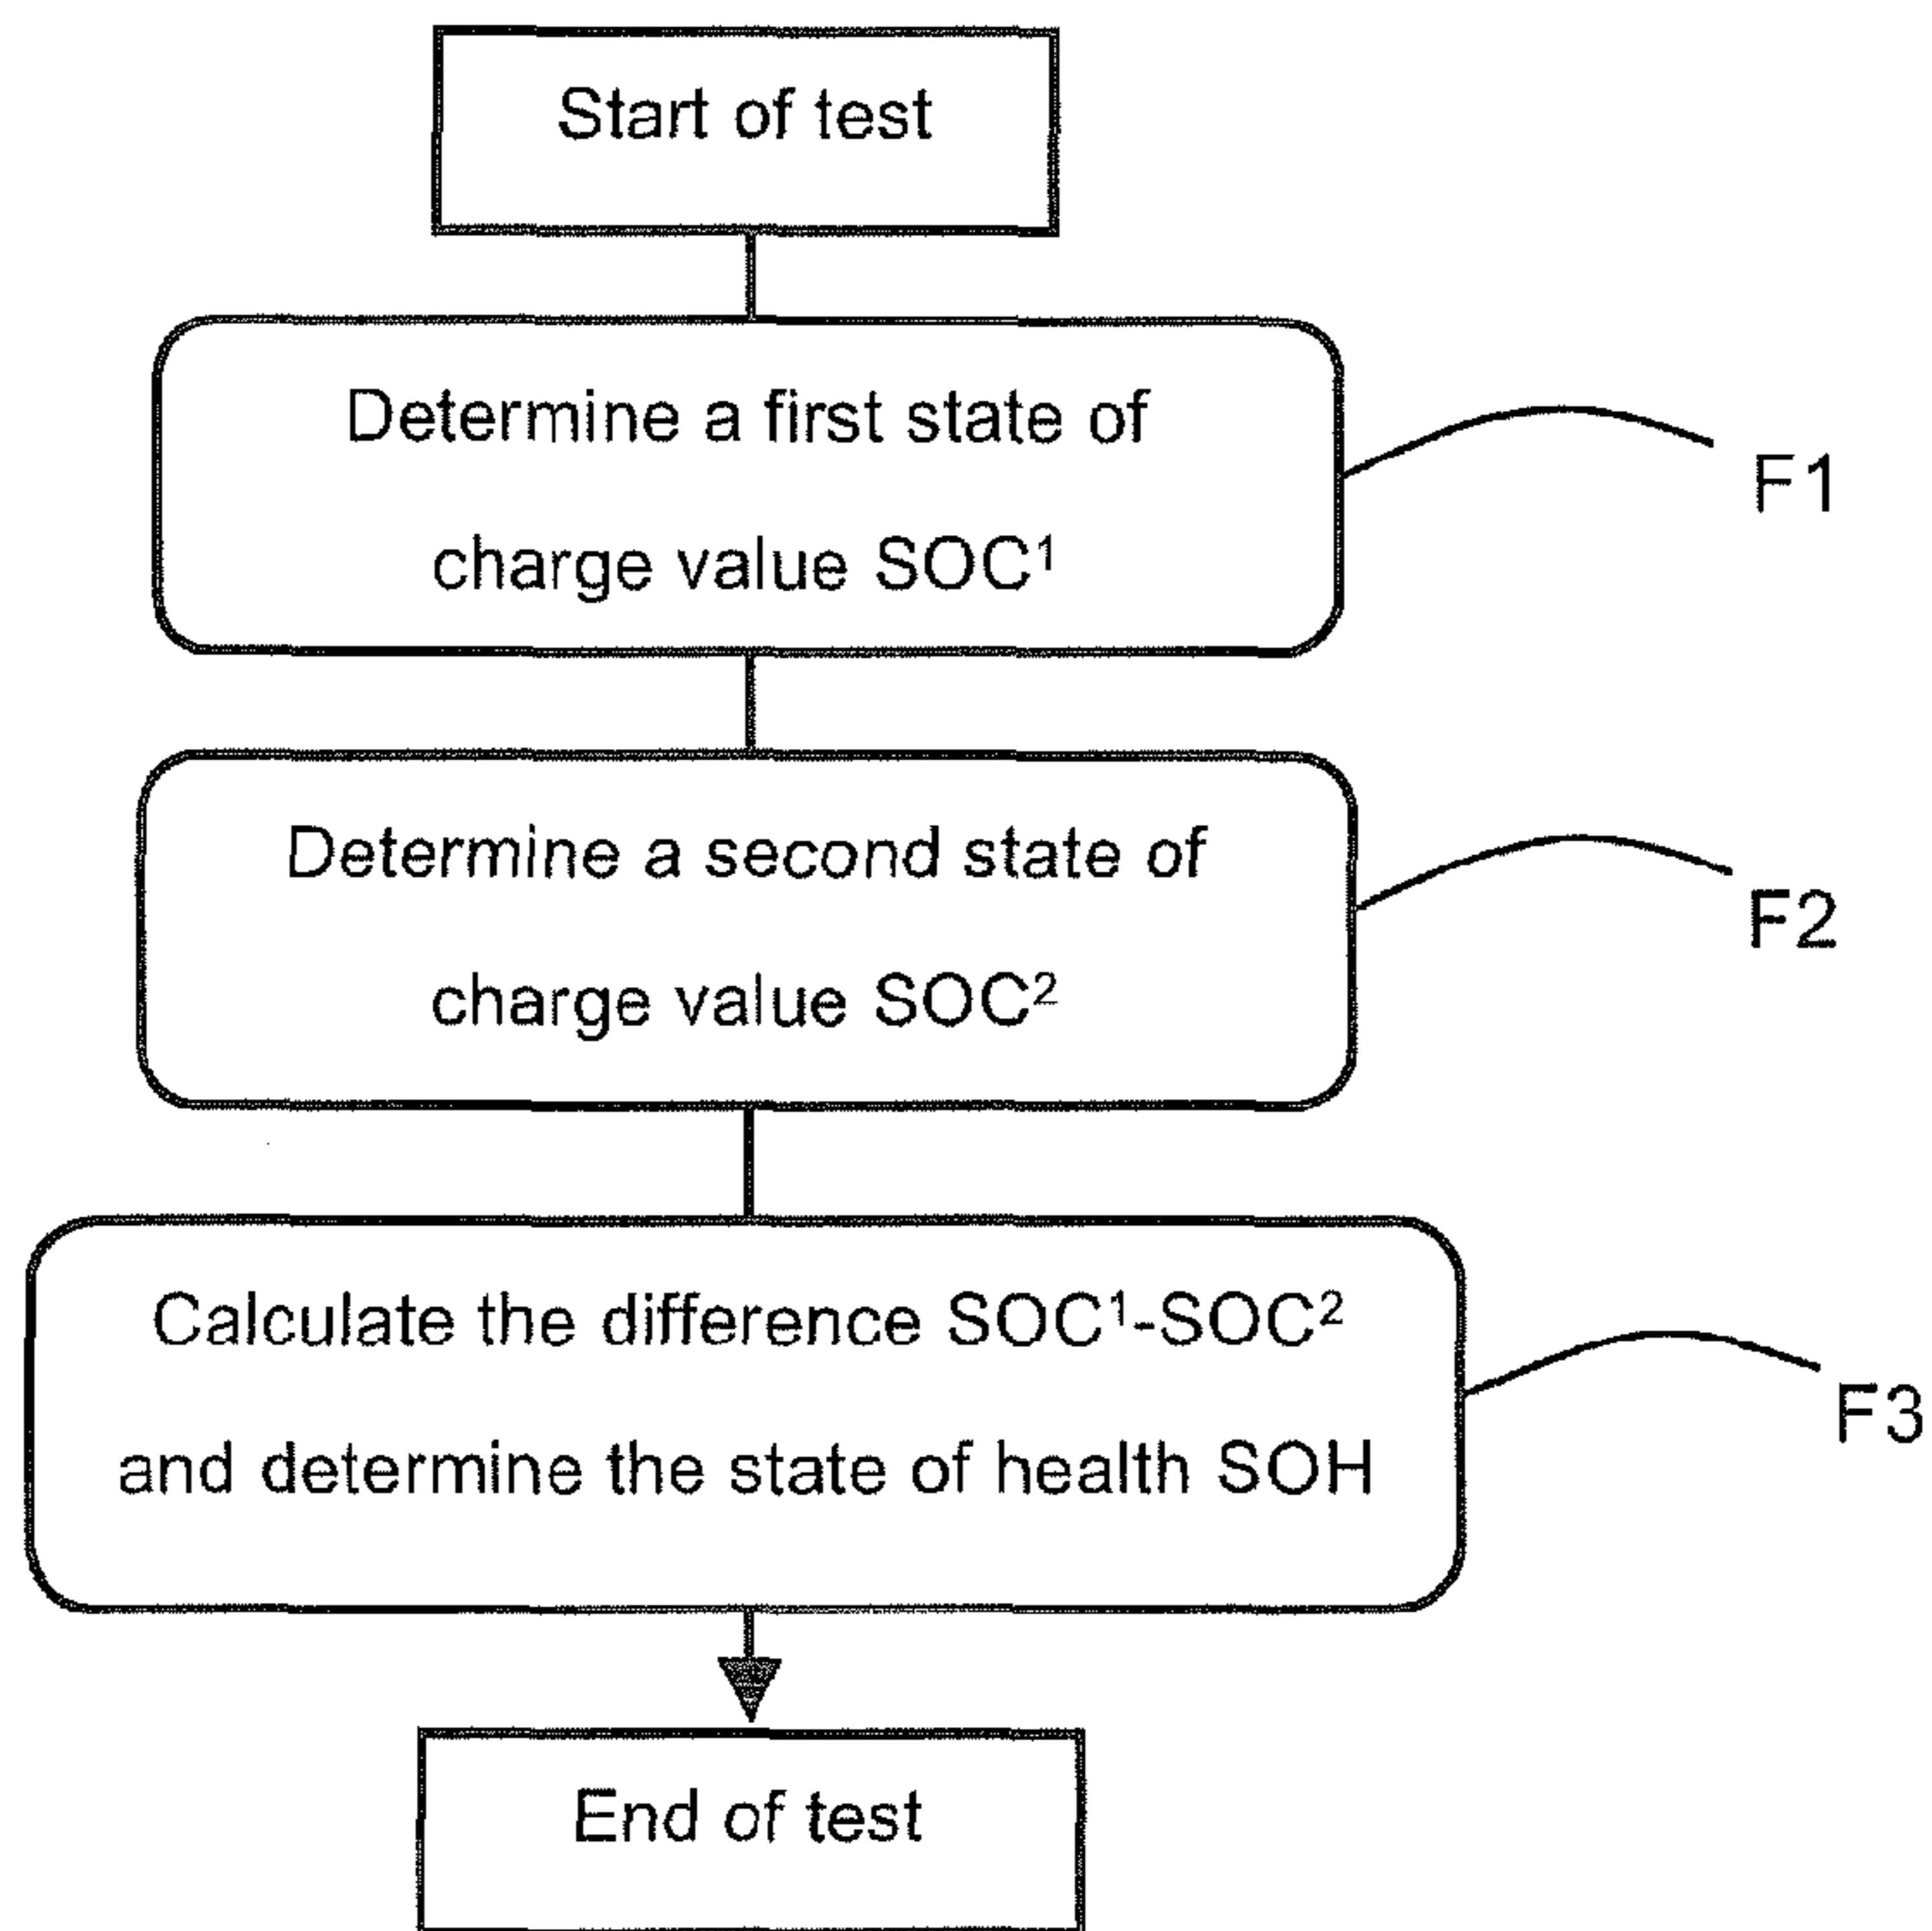 Start of test
Determine a first state of
charge value SOC¹
F1
Determine a second state of
charge value SOC²
F2
Calculate the difference SOC¹-SOC²
and determine the state of health SOH
F3
End of test